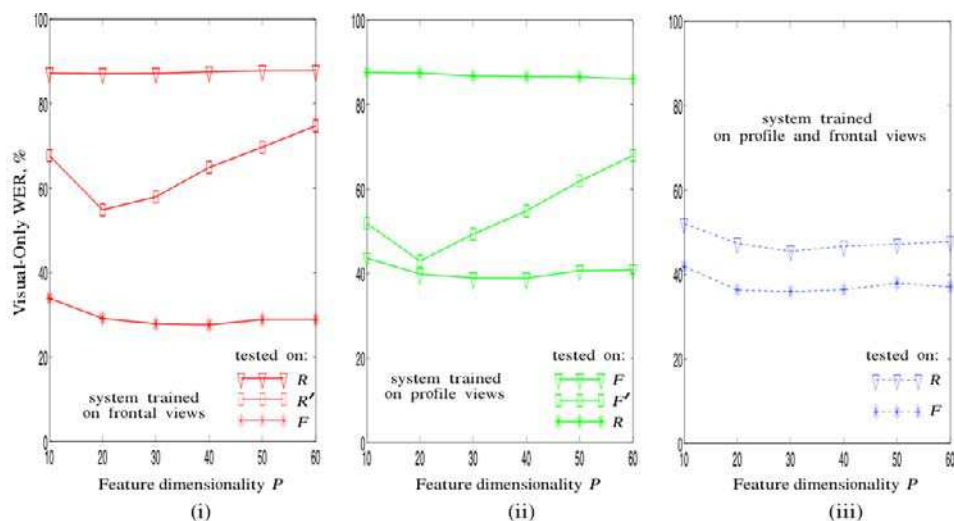 Visual-Only WER, %
100
80
60
40
20
0
system trained
on frontal views
tested on:
R
R′
F
10 20 30 40 50 60
Feature dimensionality P
(i)
100
80
60
40
20
0
system trained
on profile views
tested on:
F
F′
R
10 20 30 40 50 60
Feature dimensionality P
(ii)
100
80
60
40
20
0
system trained
on profile and frontal views
tested on:
R
F
10 20 30 40 50 60
Feature dimensionality P
(iii)